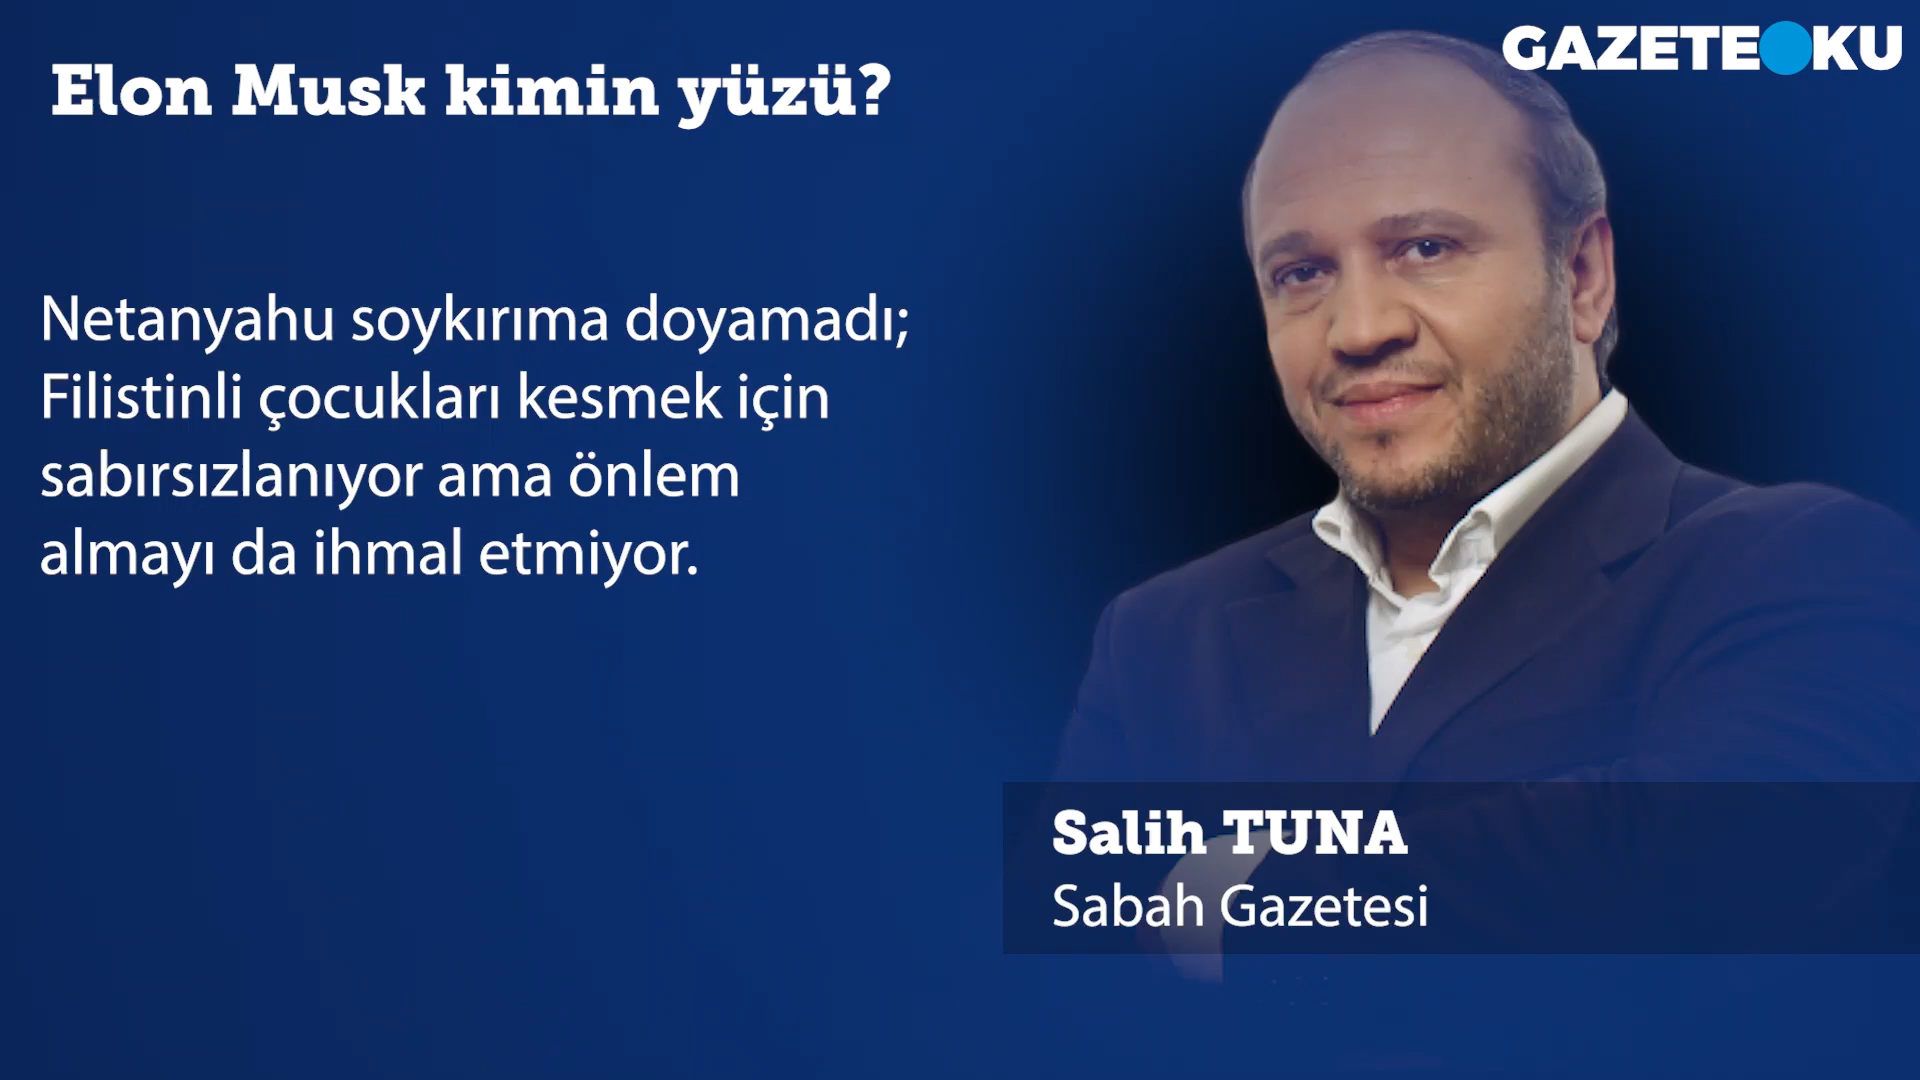 GAZETEOKU
Elon Musk kimin yüzü?
Netanyahu soykırıma doyamadı;
Filistinli çocukları kesmek için
sabırsızlanıyor ama önlem
almayı da ihmal etmiyor.
Salih TUNA
Sabah Gazetesi